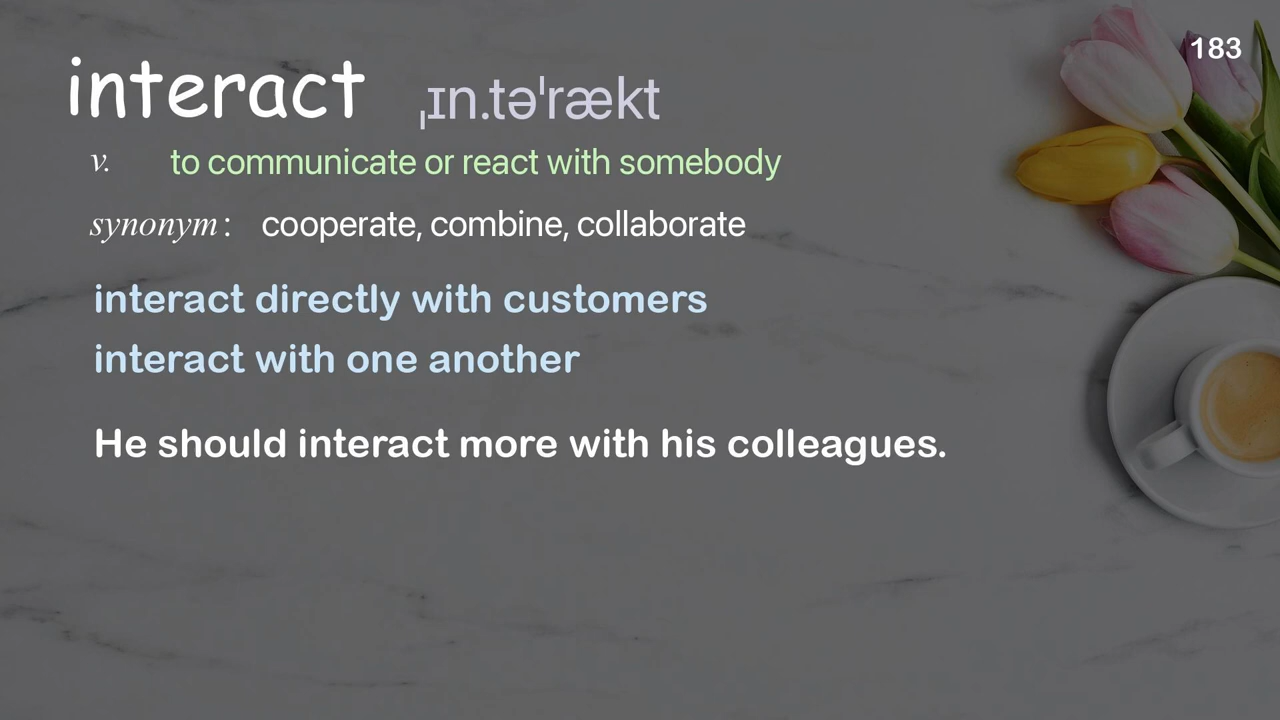 183
interact ˌɪn.təˈrækt
v. to communicate or react with somebody
synonym: cooperate, combine, collaborate
interact directly with customers
interact with one another
He should interact more with his colleagues.